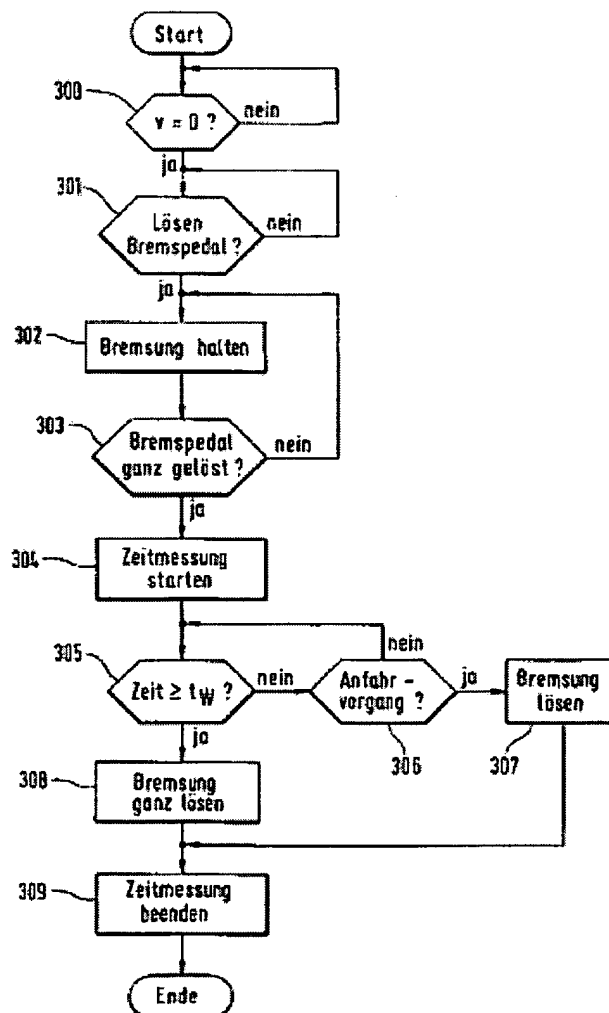 Start
300
v = 0 ?
nein
ja
301
Lösen
Bremspedal ?
nein
ja
302
Bremsung halten
303
Bremspedal
ganz gelöst ?
nein
ja
304
Zeitmessung
starten
305
Zeit ≥ tW ?
nein
nein
Anfahr-
vorgang ?
306
ja
Bremsung
lösen
307
ja
308
Bremsung
ganz lösen
309
Zeitmessung
beenden
Ende